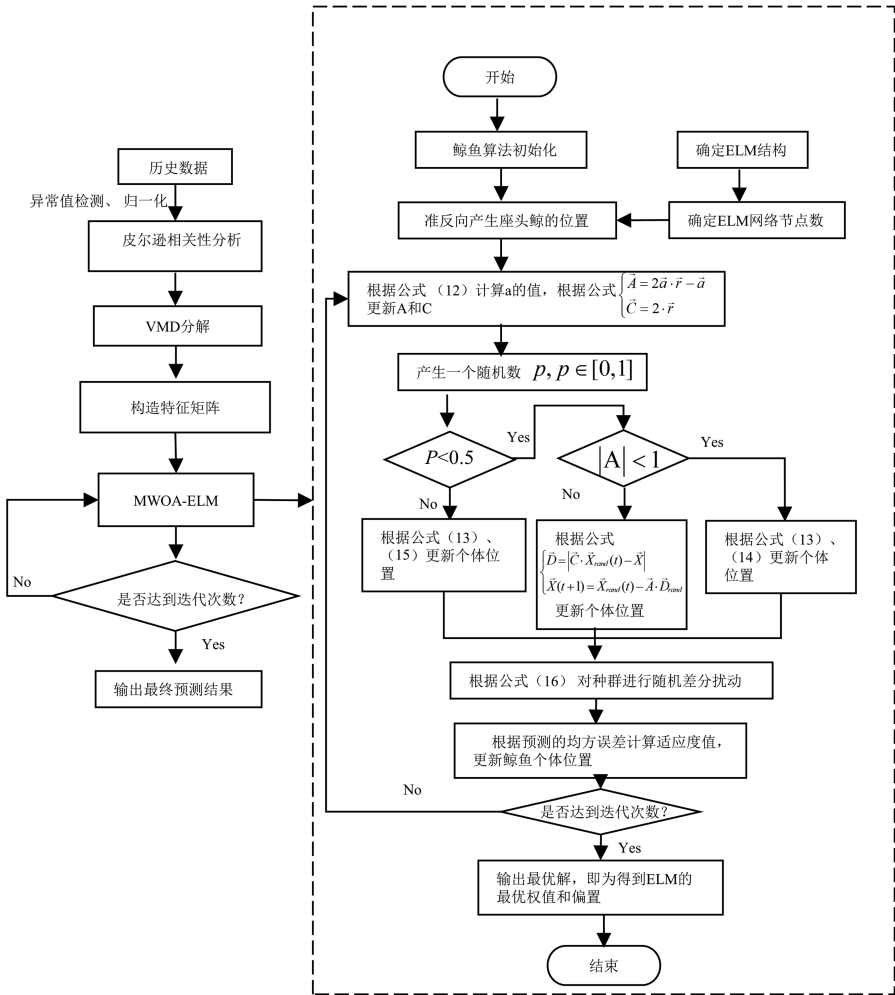 历史数据
异常值检测、归一化
皮尔逊相关性分析
VMD分解
构造特征矩阵
MWOA-ELM
No
是否达到迭代次数？
Yes
输出最终预测结果
开始
鲸鱼算法初始化
确定ELM结构
准反向产生座头鲸的位置
确定ELM网络节点数
根据公式（12）计算a的值，根据公式
更新A和C
{A⃗ = 2a⃗·r⃗ − a⃗
C⃗ = 2·r⃗
产生一个随机数 p, p∈[0,1]
P<0.5
Yes
|A|<1
Yes
No
No
根据公式（13）、
（15）更新个体位
置
根据公式
{D⃗=|C⃗·X⃗rand(t)−X⃗|
X⃗(t+1)=X⃗rand(t)−A⃗·D⃗rand
更新个体位置
根据公式（13）、
（14）更新个体
位置
根据公式（16）对种群进行随机差分扰动
根据预测的均方误差计算适应度值，
更新鲸鱼个体位置
No
是否达到迭代次数？
Yes
输出最优解，即为得到ELM的
最优权值和偏置
结束